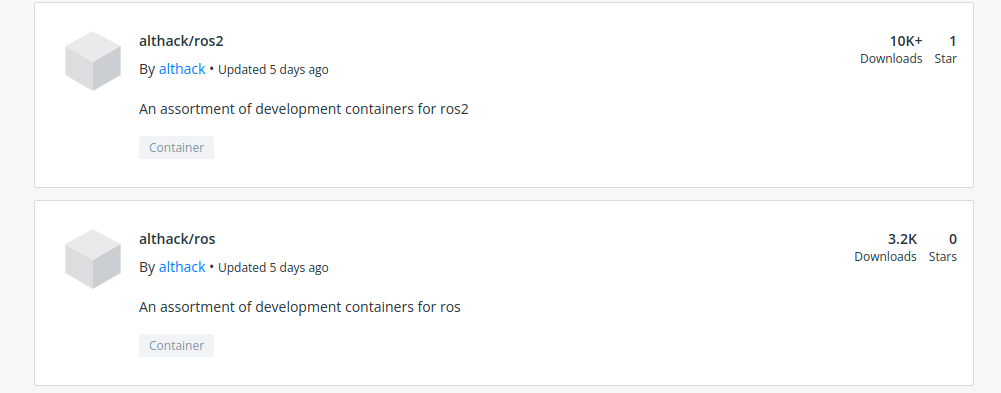 althack/ros2
10K+ 1
Downloads Star
By althack • Updated 5 days ago
An assortment of development containers for ros2
Container
althack/ros
3.2K 0
Downloads Stars
By althack • Updated 5 days ago
An assortment of development containers for ros
Container